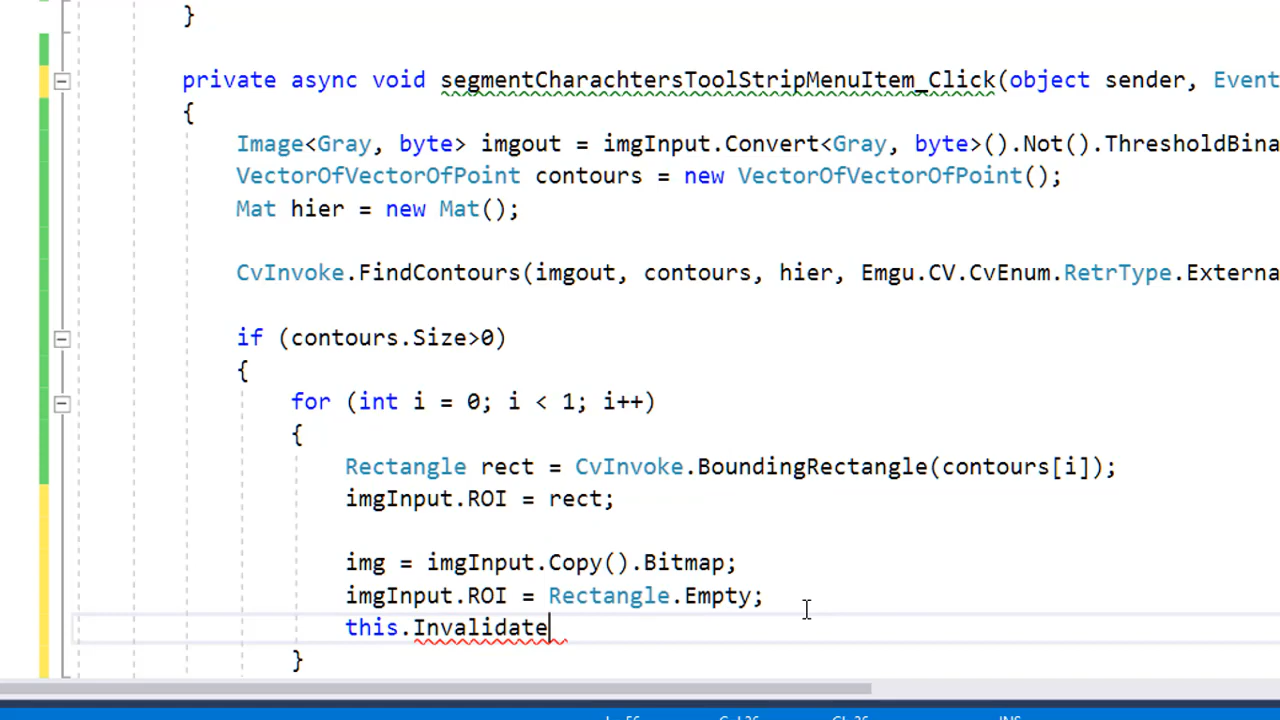 }
private async void segmentCharachtersToolStripMenuItem_Click(object sender, Event
{
Image<Gray, byte> imgout = imgInput.Convert<Gray, byte>().Not().ThresholdBina
VectorOfVectorOfPoint contours = new VectorOfVectorOfPoint();
Mat hier = new Mat();
CvInvoke.FindContours(imgout, contours, hier, Emgu.CV.CvEnum.RetrType.Externa
if (contours.Size>0)
{
for (int i = 0; i < 1; i++)
{
Rectangle rect = CvInvoke.BoundingRectangle(contours[i]);
imgInput.ROI = rect;
img = imgInput.Copy().Bitmap;
imgInput.ROI = Rectangle.Empty;
this.Invalidate
}